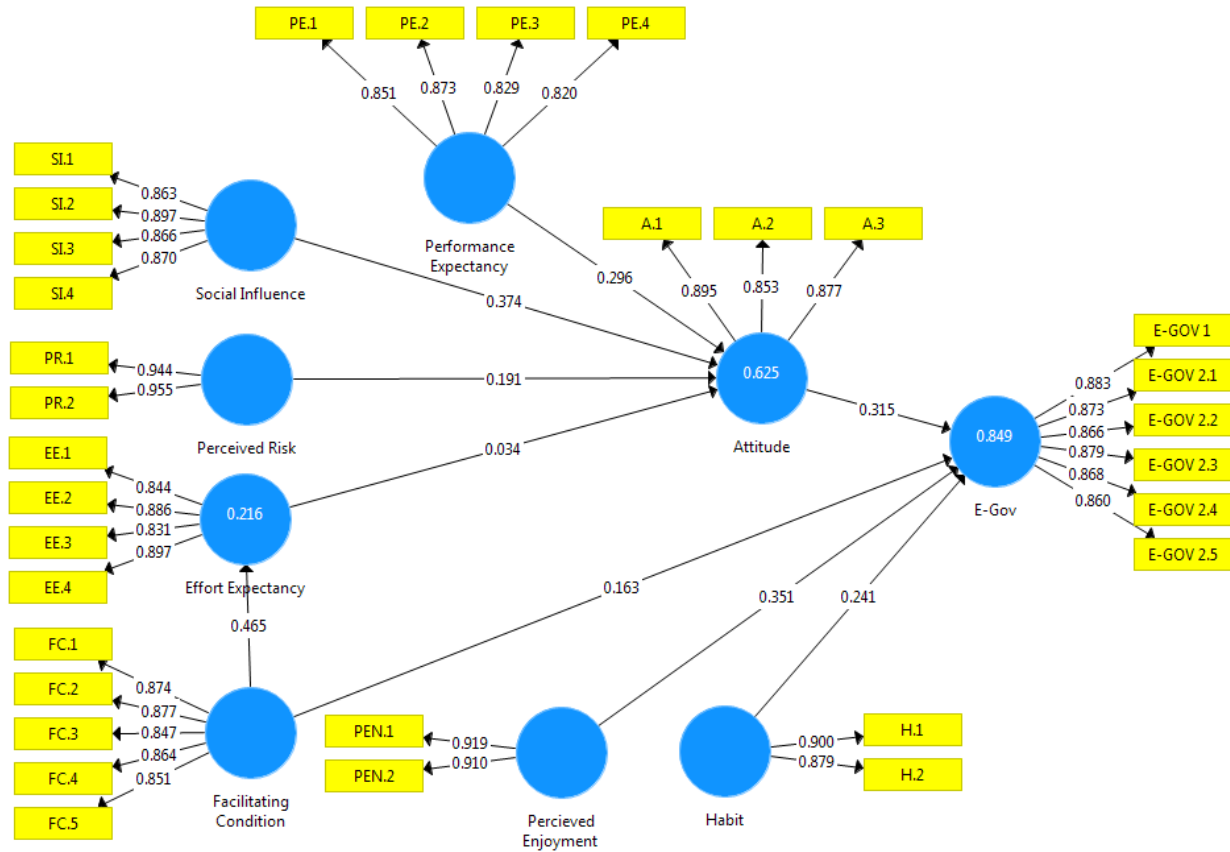 PE.1
PE.2
PE.3
PE.4
0.851
0.873
0.829
0.820
Performance
Expectancy
SI.1
SI.2
SI.3
SI.4
0.863
0.897
0.866
0.870
Social Influence
0.374
0.296
A.1
A.2
A.3
0.895
0.853
0.877
0.625
Attitude
PR.1
PR.2
0.944
0.955
Perceived Risk
0.191
EE.1
EE.2
EE.3
EE.4
0.844
0.886
0.831
0.897
0.216
Effort Expectancy
0.034
0.315
0.849
E-Gov
0.883
0.873
0.866
0.879
0.868
0.860
E-GOV 1
E-GOV 2.1
E-GOV 2.2
E-GOV 2.3
E-GOV 2.4
E-GOV 2.5
0.465
0.163
0.351
0.241
FC.1
FC.2
FC.3
FC.4
FC.5
0.874
0.877
0.847
0.864
0.851
Facilitating
Condition
PEN.1
PEN.2
0.919
0.910
Percieved
Enjoyment
Habit
0.900
0.879
H.1
H.2